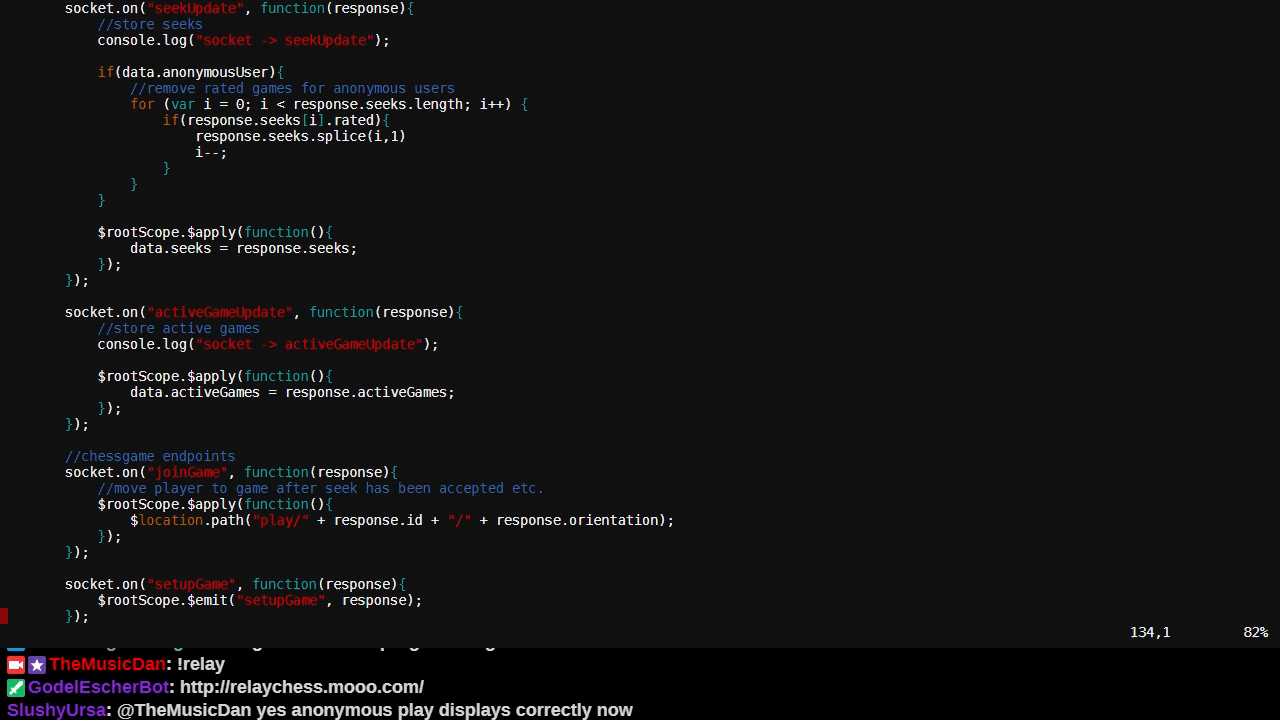 socket.on("seekUpdate", function(response){
//store seeks
console.log("socket -> seekUpdate");
if(data.anonymousUser){
//remove rated games for anonymous users
for (var i = 0; i < response.seeks.length; i++) {
if(response.seeks[i].rated){
response.seeks.splice(i,1)
i--;
}
}
}
$rootScope.$apply(function(){
data.seeks = response.seeks;
});
});
socket.on("activeGameUpdate", function(response){
//store active games
console.log("socket -> activeGameUpdate");
$rootScope.$apply(function(){
data.activeGames = response.activeGames;
});
});
//chessgame endpoints
socket.on("joinGame", function(response){
//move player to game after seek has been accepted etc.
$rootScope.$apply(function(){
$location.path("play/" + response.id + "/" + response.orientation);
});
});
socket.on("setupGame", function(response){
$rootScope.$emit("setupGame", response);
});
134,1 82%
TheMusicDan: !relay
GodelEscherBot: http://relaychess.mooo.com/
SlushyUrsa: @TheMusicDan yes anonymous play displays correctly now